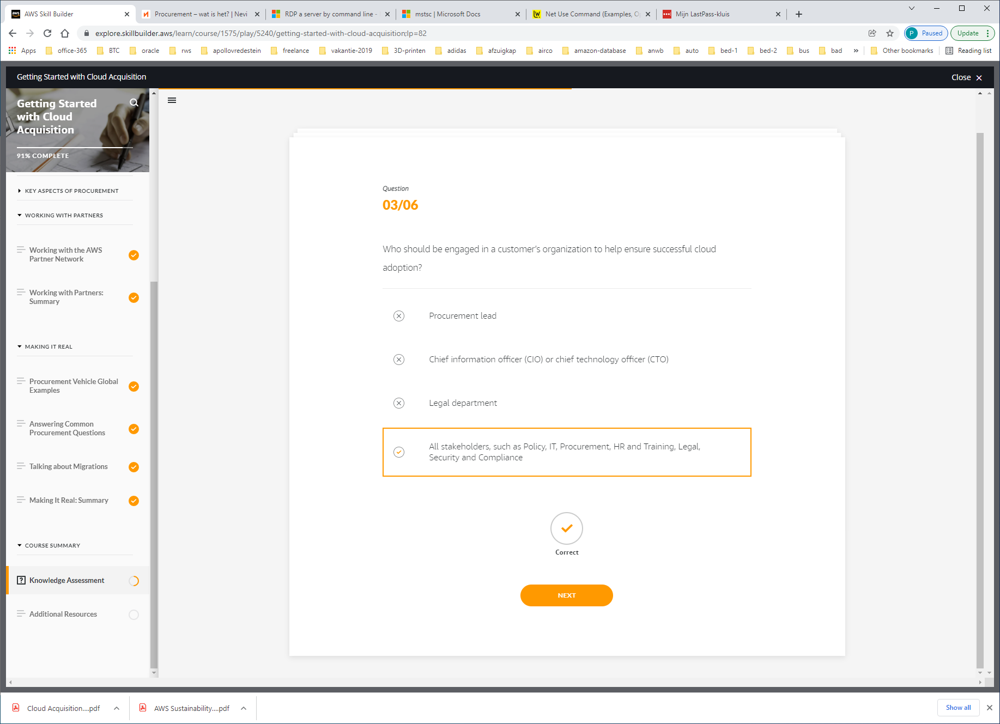 AWS Skill Builder
Procurement – wat is het? | Nevi
RDP a server by command line -
mstsc | Microsoft Docs
Net Use Command (Examples, O
Mijn LastPass-kluis
explore.skillbuilder.aws/learn/course/1575/play/5240/getting-started-with-cloud-acquisition;lp=82
P Paused
Update
Apps
office-365
BTC
oracle
rws
apollovredestein
freelance
vakantie-2019
3D-printen
adidas
afzuigkap
airco
amazon-database
anwb
auto
bed-1
bed-2
bus
bad
»
Other bookmarks
Reading list
Getting Started with Cloud Acquisition
Close
Getting Started
with Cloud
Acquisition
91% COMPLETE
KEY ASPECTS OF PROCUREMENT
WORKING WITH PARTNERS
Working with the AWS
Partner Network
Working with Partners:
Summary
MAKING IT REAL
Procurement Vehicle Global
Examples
Answering Common
Procurement Questions
Talking about Migrations
Making It Real: Summary
COURSE SUMMARY
Knowledge Assessment
Additional Resources
Question
03/06
Who should be engaged in a customer's organization to help ensure successful cloud
adoption?
Procurement lead
Chief information officer (CIO) or chief technology officer (CTO)
Legal department
All stakeholders, such as Policy, IT, Procurement, HR and Training, Legal,
Security and Compliance
Correct
NEXT
Cloud Acquisition....pdf
AWS Sustainability....pdf
Show all